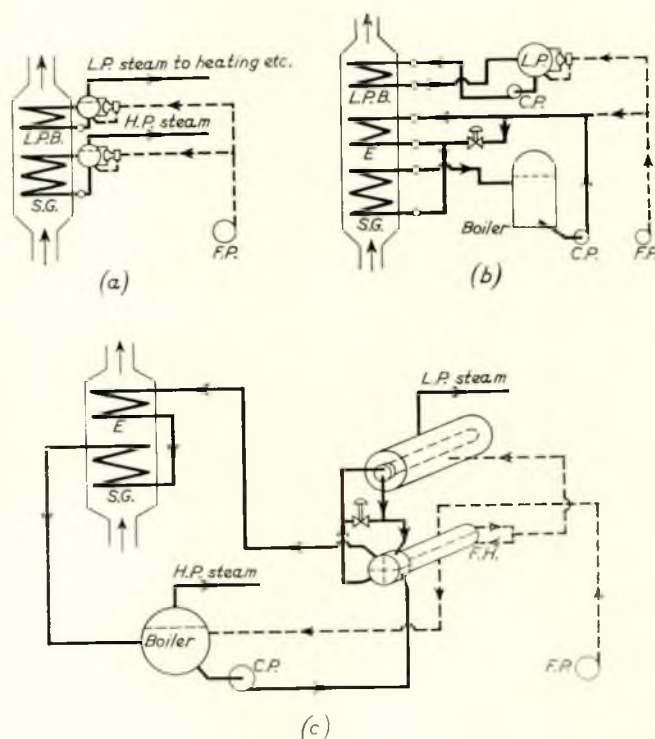 L.P. steam to heating etc.
L.P.B.
H.P. steam
S.G.
F.P.
(a)
L.P.
C.P.
L.P.B.
E
S.G.
Boiler
C.P.
F.P.
(b)
L.P. steam
E
S.G.
F.H.
H.P. steam
Boiler
C.P.
F.P.
(c)